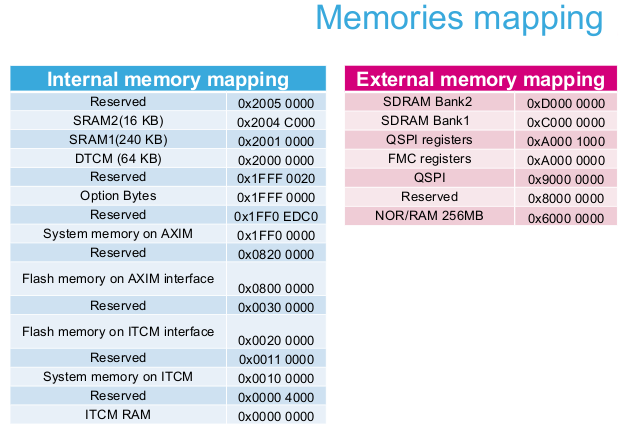 Memories mapping
Internal memory mapping
Reserved 0x2005 0000
SRAM2(16 KB) 0x2004 C000
SRAM1(240 KB) 0x2001 0000
DTCM (64 KB) 0x2000 0000
Reserved 0x1FFF 0020
Option Bytes 0x1FFF 0000
Reserved 0x1FF0 EDC0
System memory on AXIM 0x1FF0 0000
Reserved 0x0820 0000
Flash memory on AXIM interface 0x0800 0000
Reserved 0x0030 0000
Flash memory on ITCM interface 0x0020 0000
Reserved 0x0011 0000
System memory on ITCM 0x0010 0000
Reserved 0x0000 4000
ITCM RAM 0x0000 0000
External memory mapping
SDRAM Bank2 0xD000 0000
SDRAM Bank1 0xC000 0000
QSPI registers 0xA000 1000
FMC registers 0xA000 0000
QSPI 0x9000 0000
Reserved 0x8000 0000
NOR/RAM 256MB 0x6000 0000